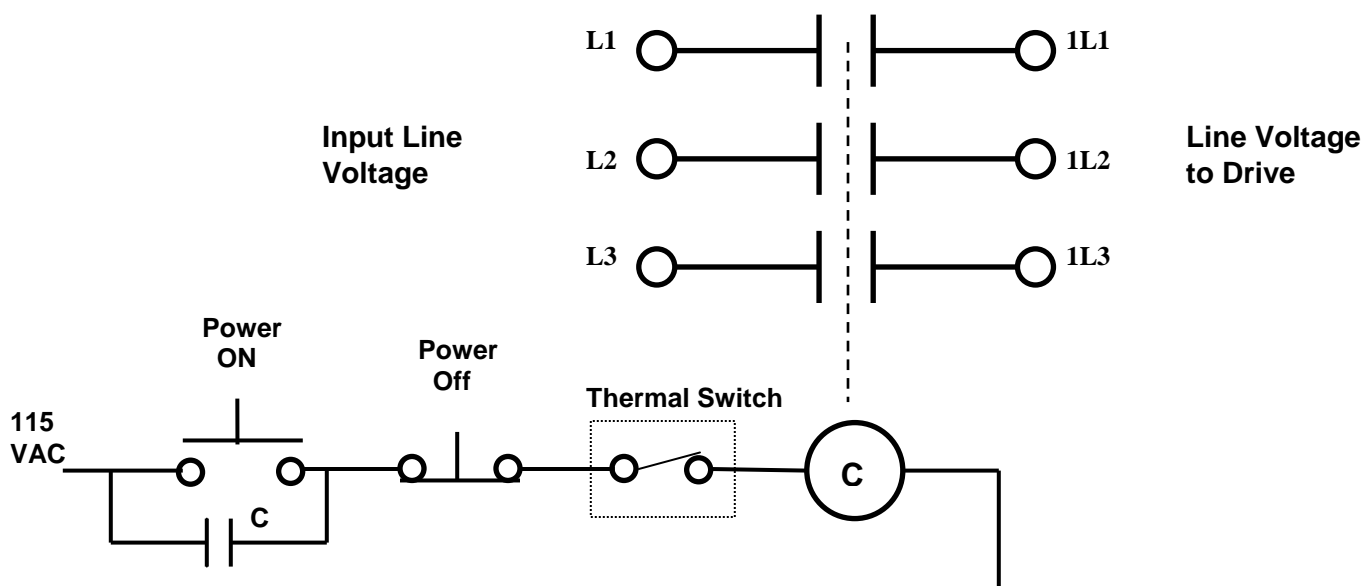 L1
1L1
Input Line
Voltage
L2
1L2
Line Voltage
to Drive
L3
1L3
Power
ON
Power
Off
Thermal Switch
115
VAC
C
C